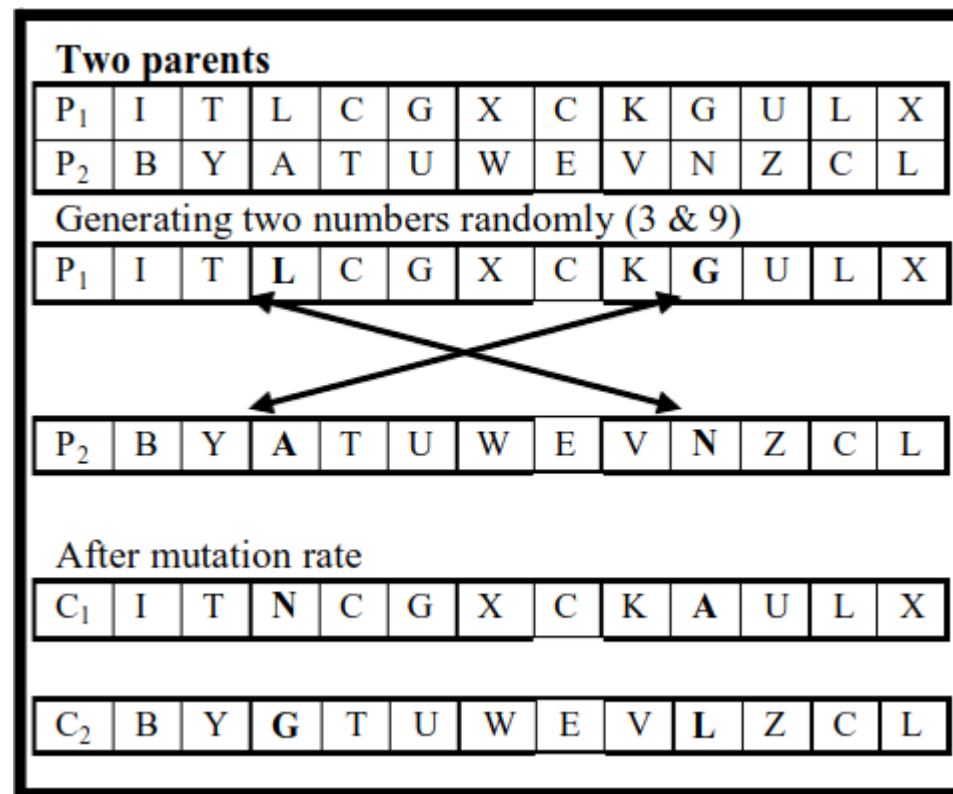 Two parents
P₁ I T L C G X C K G U L X
P₂ B Y A T U W E V N Z C L
Generating two numbers randomly (3 & 9)
P₁ I T L C G X C K G U L X
P₂ B Y A T U W E V N Z C L
After mutation rate
C₁ I T N C G X C K A U L X
C₂ B Y G T U W E V L Z C L